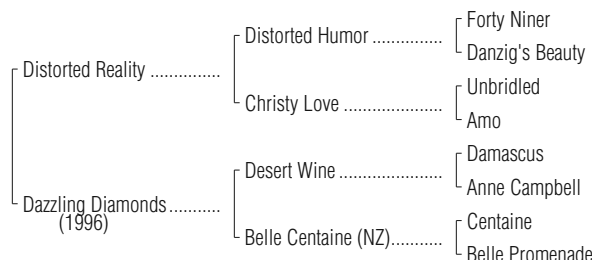 Forty Niner
Distorted Humor ................
Danzig's Beauty
Distorted Reality ................
Unbridled
Christy Love ......................
Amo
Damascus
Desert Wine .......................
Anne Campbell
Dazzling Diamonds ............
(1996)
Centaine
Belle Centaine (NZ)............
Belle Promenade